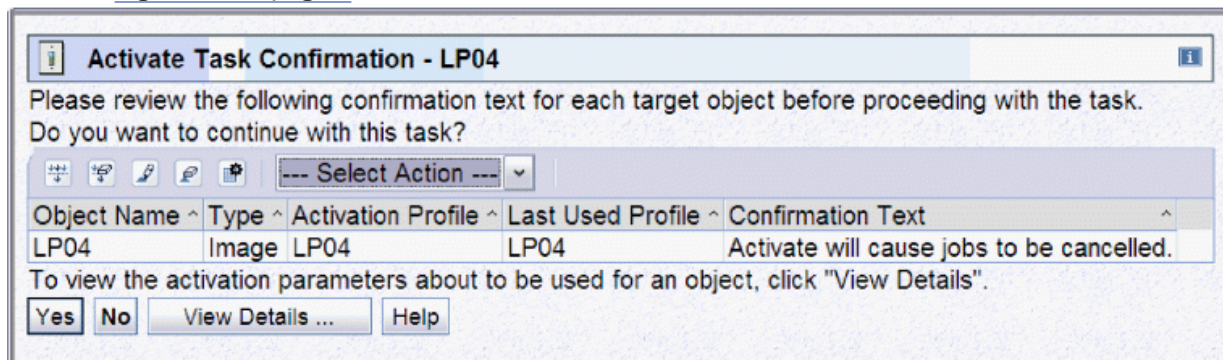 Activate Task Confirmation - LP04
Please review the following confirmation text for each target object before proceeding with the task.
Do you want to continue with this task?
--- Select Action ---
Object Name Type Activation Profile Last Used Profile Confirmation Text
LP04 Image LP04 LP04 Activate will cause jobs to be cancelled.
To view the activation parameters about to be used for an object, click "View Details".
Yes No View Details ... Help